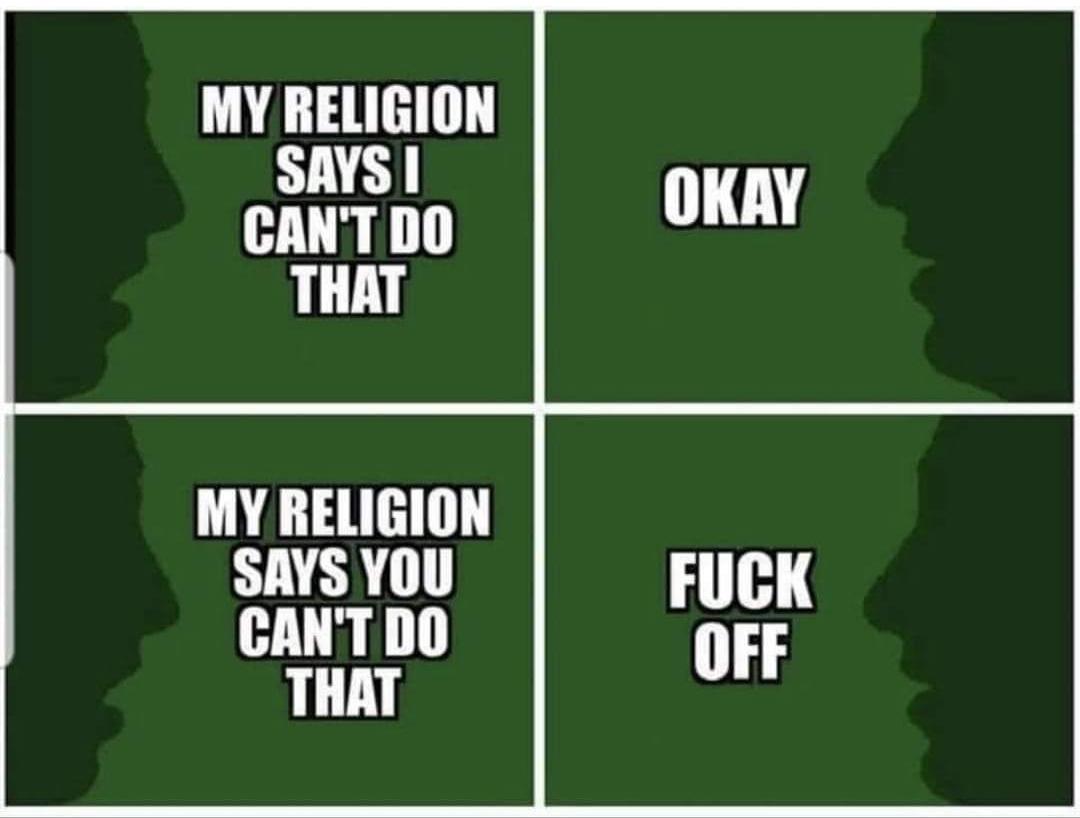 MY RELIGION
SAYS I
CAN'T DO
THAT
OKAY
MY RELIGION
SAYS YOU
CAN'T DO
THAT
FUCK
OFF